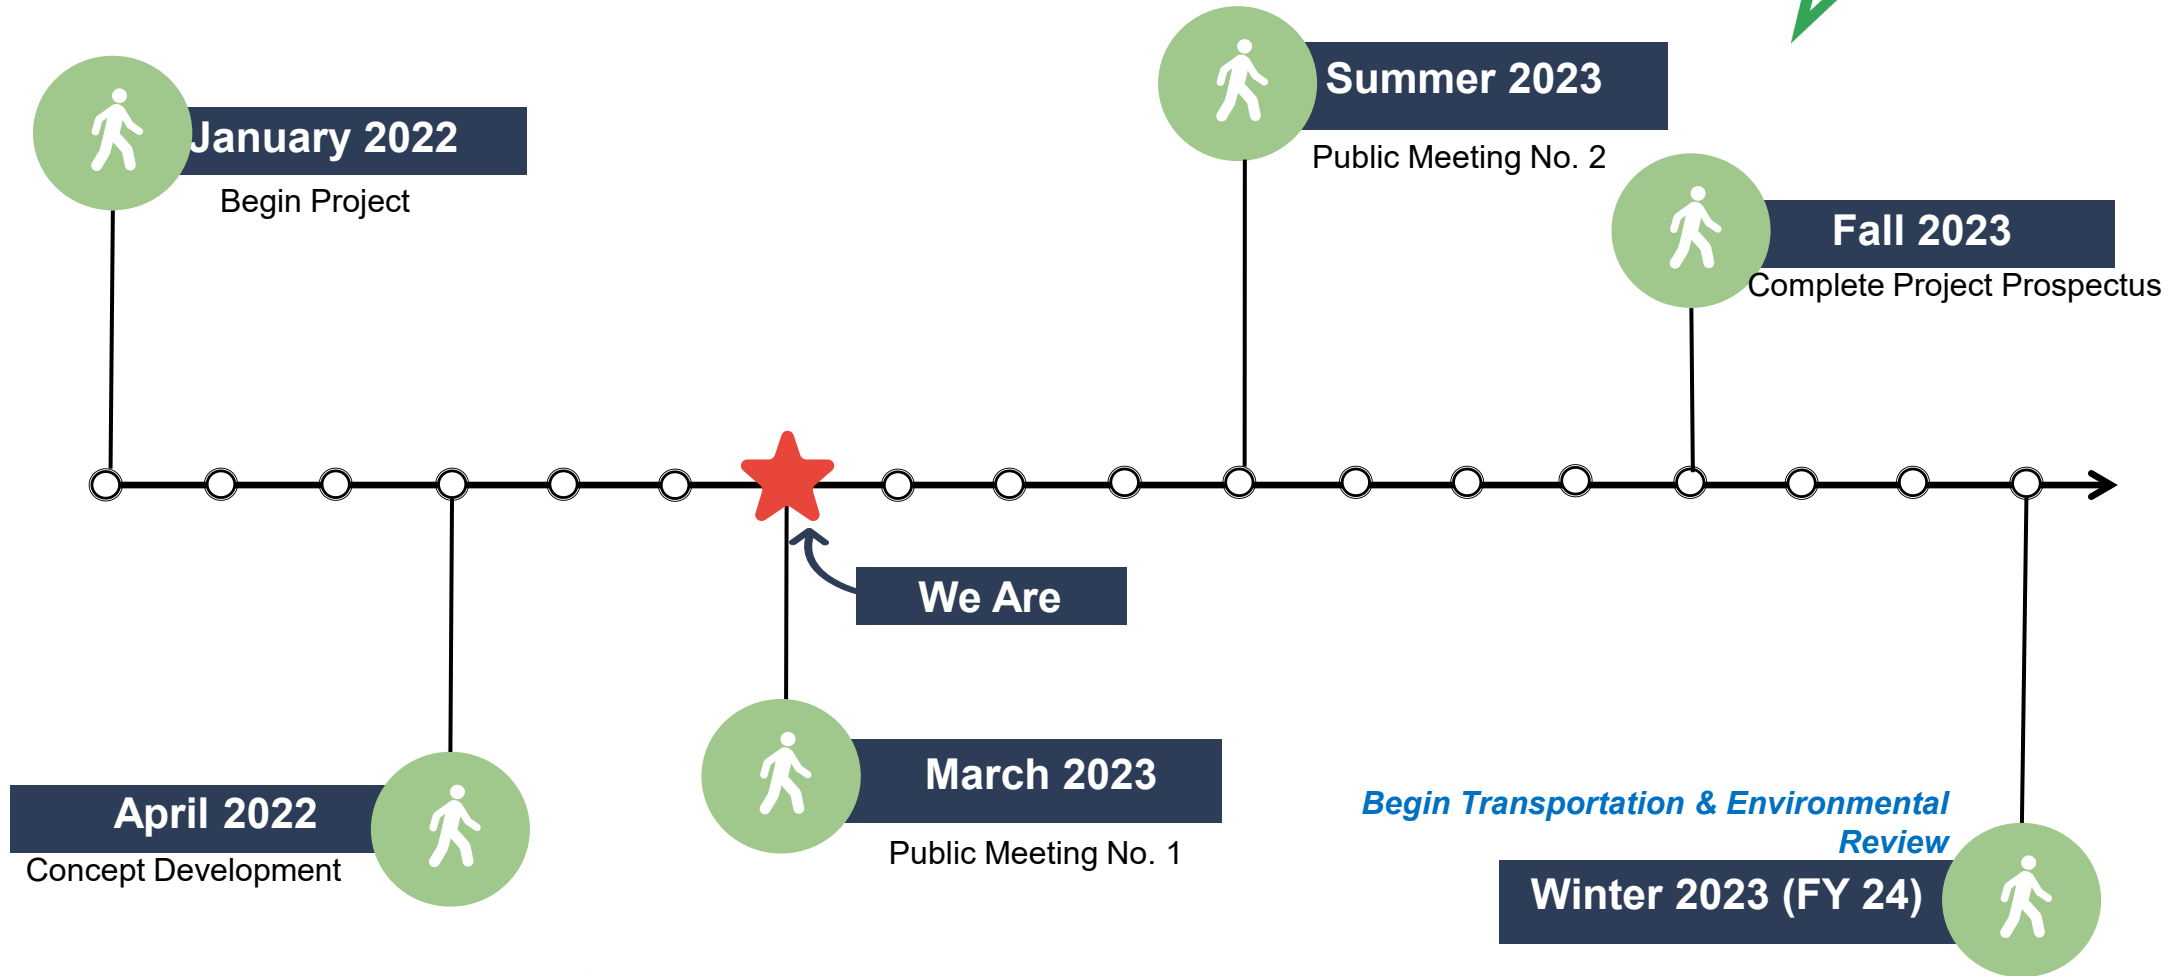 January 2022
Begin Project
Summer 2023
Public Meeting No. 2
Fall 2023
Complete Project Prospectus
We Are
April 2022
Concept Development
March 2023
Public Meeting No. 1
Begin Transportation & Environmental
Review
Winter 2023 (FY 24)